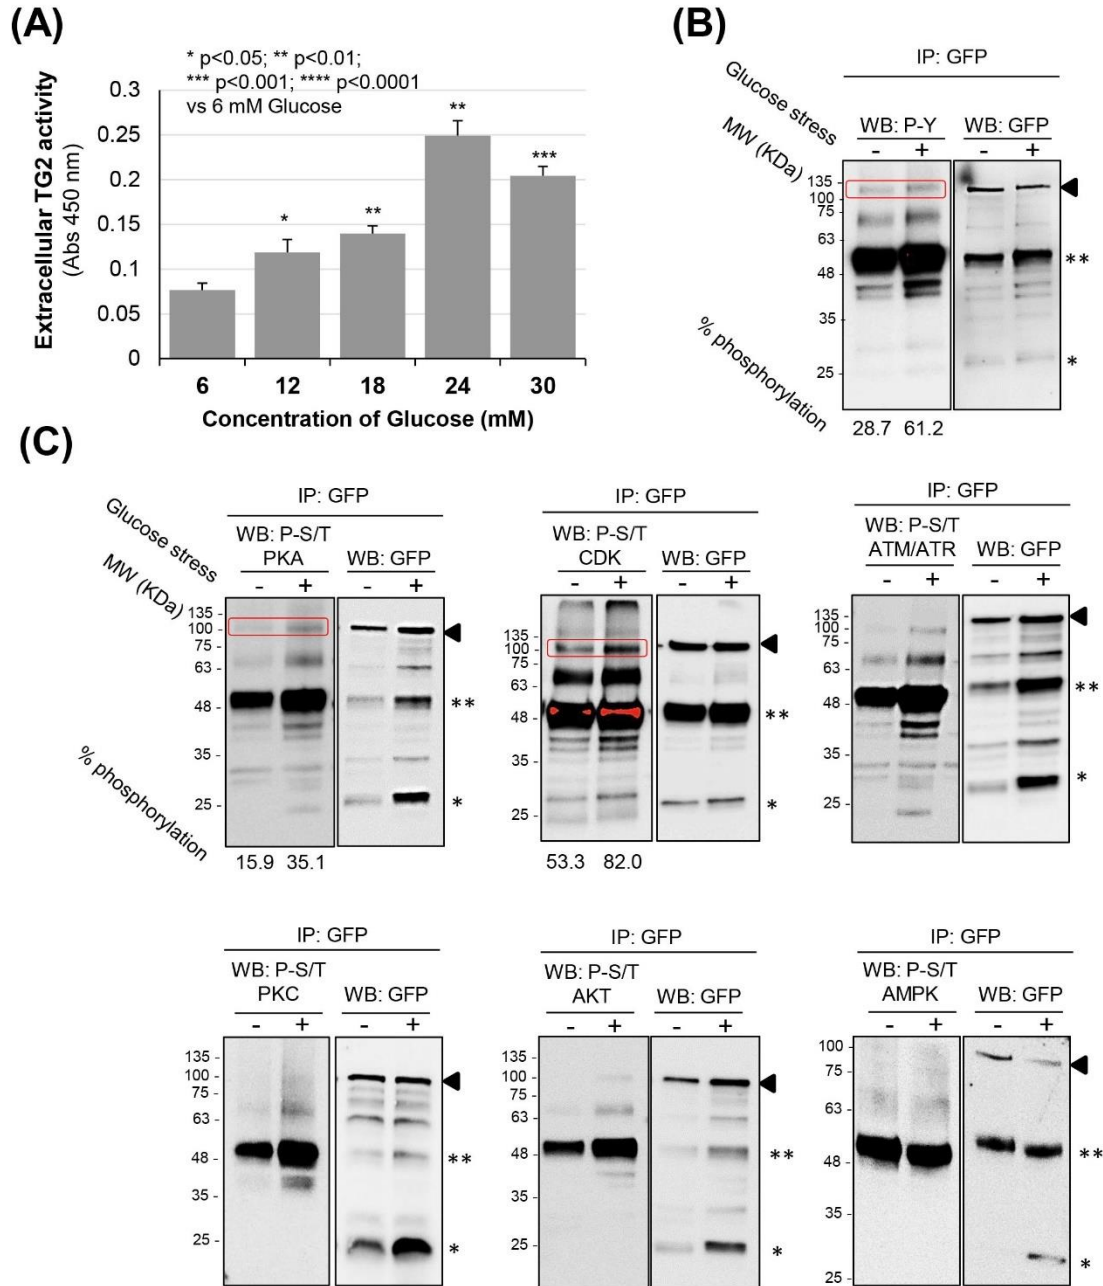 (A)
* p<0.05; ** p<0.01;
*** p<0.001; **** p<0.0001
vs 6 mM Glucose
Extracellular TG2 activity
(Abs 450 nm)
0.3
0.25
0.2
0.15
0.1
0.05
0
* ** ** ***
6 12 18 24 30
Concentration of Glucose (mM)
(B)
IP: GFP
Glucose stress
WB: P-Y WB: GFP
MW (KDa)
- + - +
135 -
100 -
75 -
63 -
48 -
35 -
25 -
**
*
% phosphorylation
28.7 61.2
(C)
IP: GFP
Glucose stress
WB: P-S/T
PKA WB: GFP
MW (KDa)
- + - +
135 -
100 -
75 -
63 -
48 -
35 -
25 -
**
*
% phosphorylation
15.9 35.1
IP: GFP
WB: P-S/T
CDK WB: GFP
- + - +
135 -
100 -
75 -
63 -
48 -
35 -
25 -
**
*
53.3 82.0
IP: GFP
WB: P-S/T
ATM/ATR WB: GFP
- + - +
135 -
100 -
75 -
63 -
48 -
35 -
25 -
**
*
IP: GFP
WB: P-S/T
PKC WB: GFP
- + - +
135 -
100 -
75 -
63 -
48 -
35 -
25 -
**
*
IP: GFP
WB: P-S/T
AKT WB: GFP
- + - +
135 -
100 -
75 -
63 -
48 -
35 -
25 -
**
*
IP: GFP
WB: P-S/T
AMPK WB: GFP
- + - +
100 -
75 -
63 -
48 -
35 -
25 -
**
*